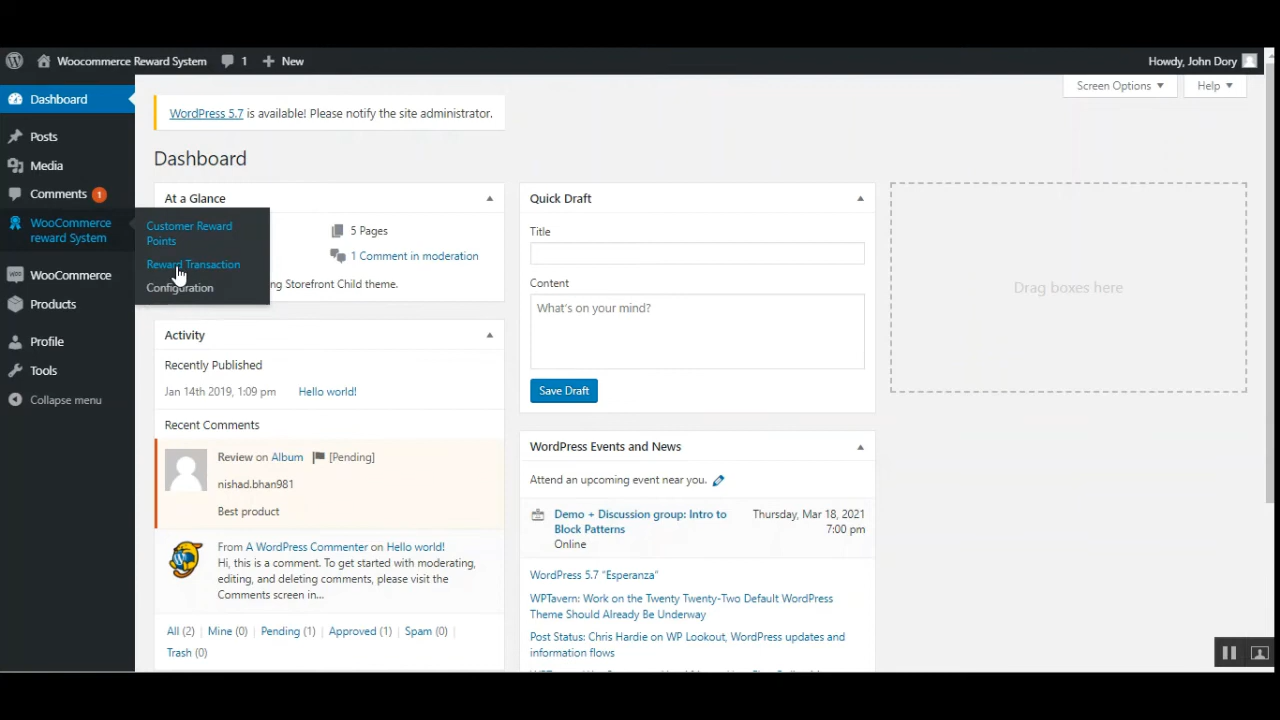 Woocommerce Reward System 1 New Howdy, John Dory
Dashboard
Posts
Media
Comments 1
WooCommerce
reward System
WooCommerce
Products
Profile
Tools
Collapse menu
Customer Reward
Points
Reward Transaction
Configuration
Screen Options Help
WordPress 5.7 is available! Please notify the site administrator.
Dashboard
At a Glance
5 Pages
1 Comment in moderation
Storefront Child theme.
Activity
Recently Published
Jan 14th 2019, 1:09 pm Hello world!
Recent Comments
Review on Album [Pending]
nishad.bhan981
Best product
From A WordPress Commenter on Hello world!
Hi, this is a comment. To get started with moderating,
editing, and deleting comments, please visit the
Comments screen in...
All (2) | Mine (0) | Pending (1) | Approved (1) | Spam (0) |
Trash (0)
Quick Draft
Title
Content
What's on your mind?
Save Draft
WordPress Events and News
Attend an upcoming event near you.
Demo + Discussion group: Intro to Thursday, Mar 18, 2021
Block Patterns 7:00 pm
Online
WordPress 5.7 "Esperanza"
WPTavern: Work on the Twenty Twenty-Two Default WordPress
Theme Should Already Be Underway
Post Status: Chris Hardie on WP Lookout, WordPress updates and
information flows
Drag boxes here